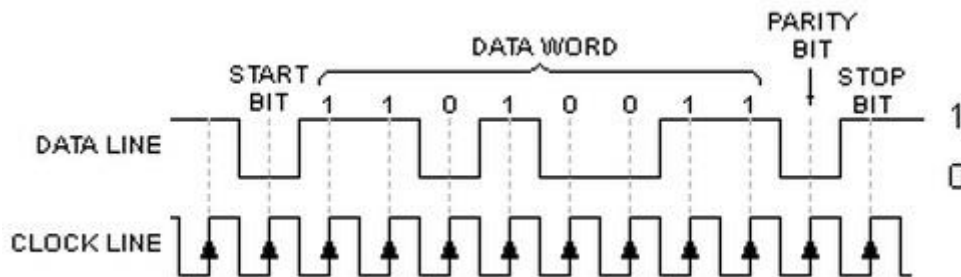 PARITY
BIT
DATA WORD
START
BIT
STOP
BIT
1 1 0 1 0 0 1 1
DATA LINE
1
0
CLOCK LINE